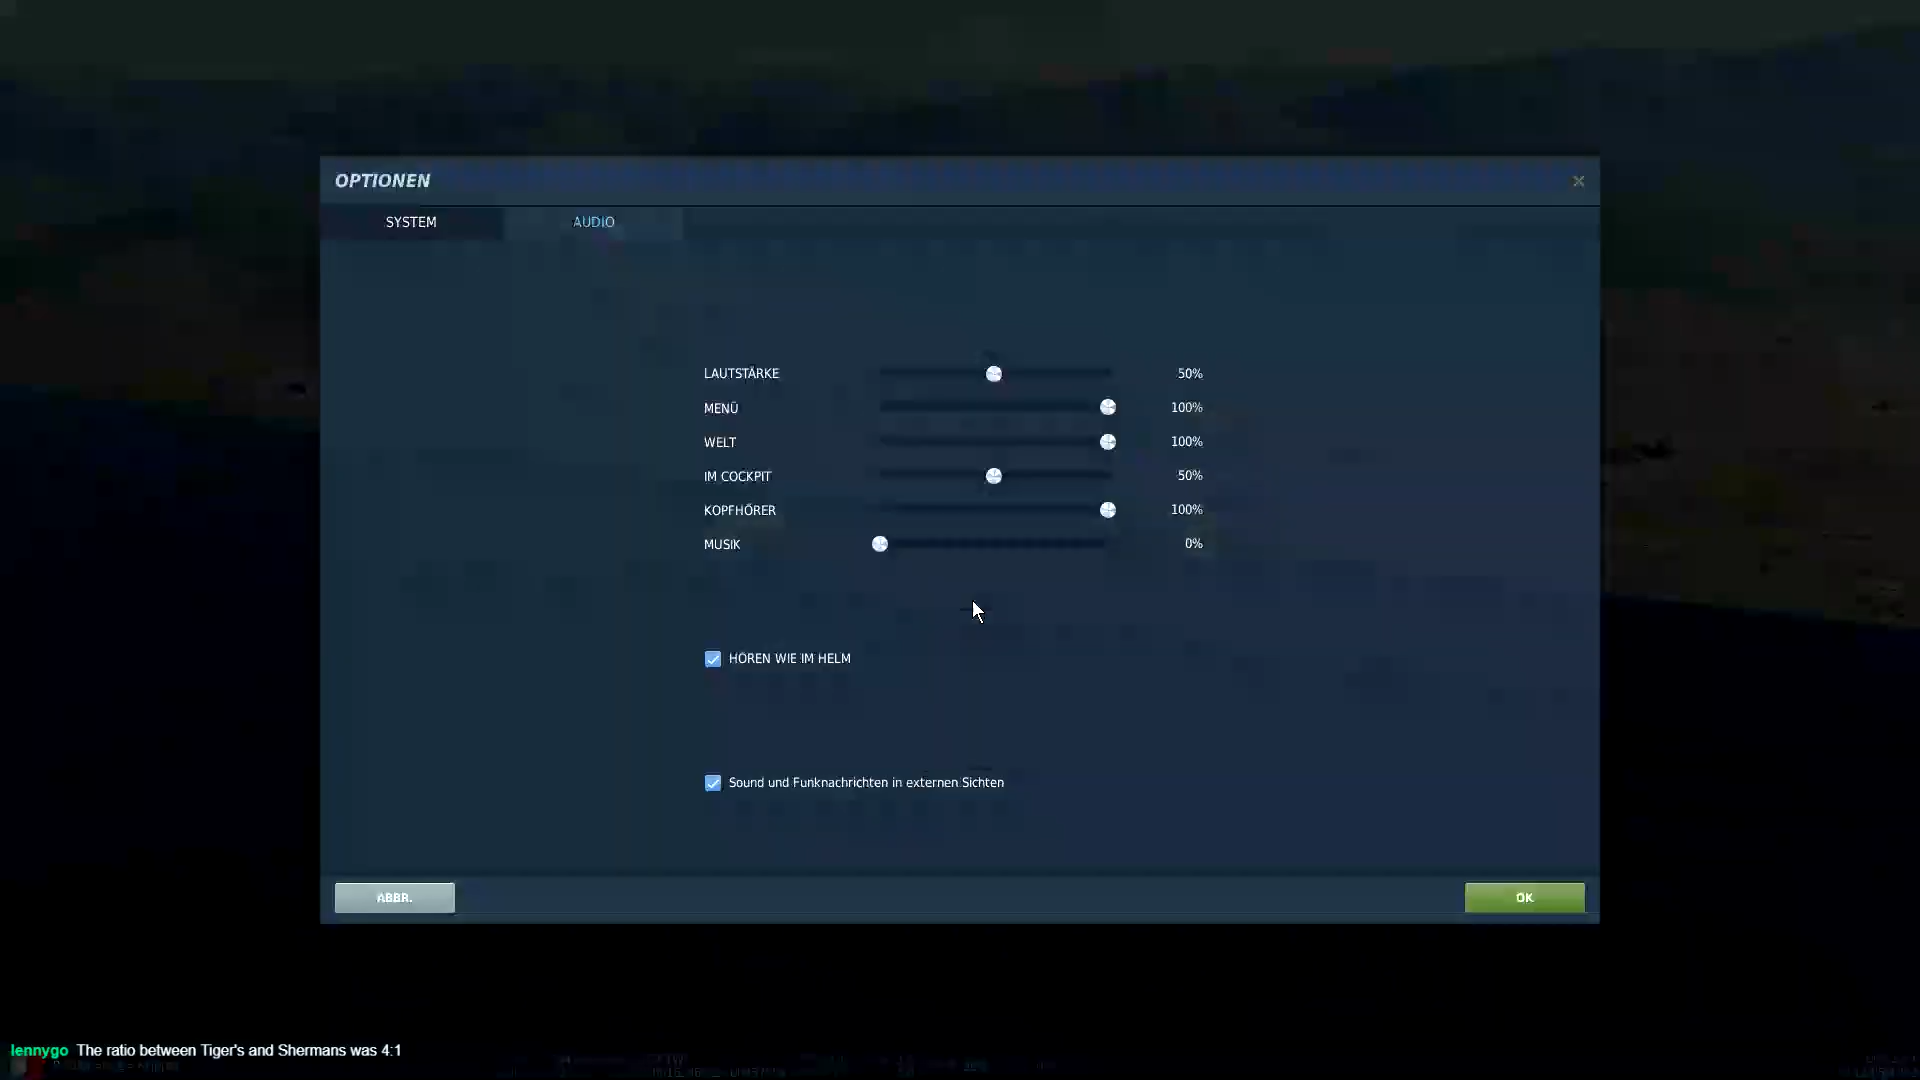 OPTIONEN
SYSTEM
AUDIO
LAUTSTÄRKE 50%
MENÜ 100%
WELT 100%
IM COCKPIT 50%
KOPFHÖRER 100%
MUSIK 0%
HÖREN WIE IM HELM
Sound und Funknachrichten in externen Sichten
ABBR.
OK
lennygo The ratio between Tiger's and Shermans was 4:1